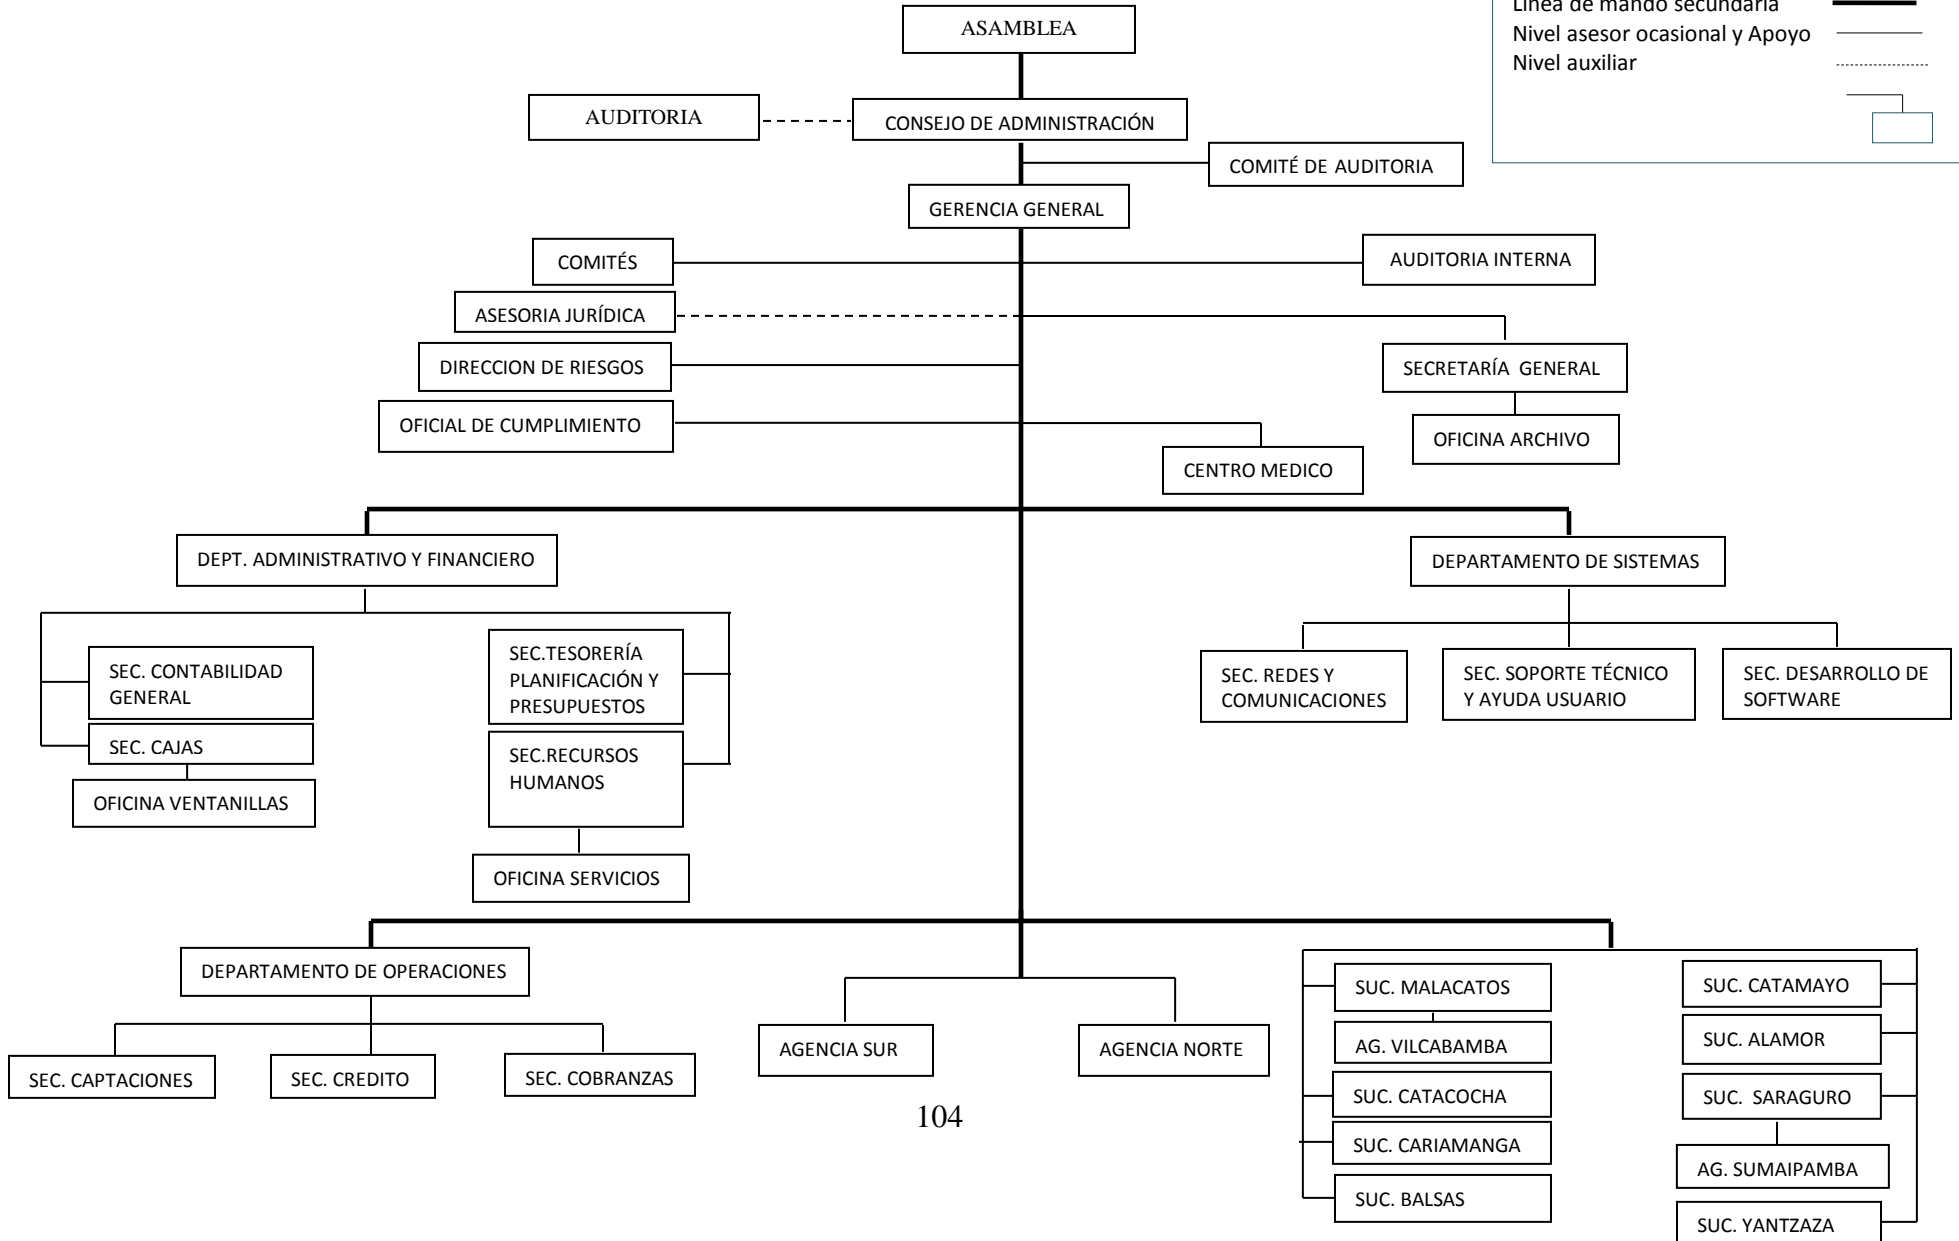 Línea de mando secundaria
Nivel asesor ocasional y Apoyo
Nivel auxiliar
ASAMBLEA
AUDITORIA
CONSEJO DE ADMINISTRACIÓN
COMITÉ DE AUDITORIA
GERENCIA GENERAL
COMITÉS
AUDITORIA INTERNA
ASESORIA JURÍDICA
DIRECCION DE RIESGOS
SECRETARÍA  GENERAL
OFICIAL DE CUMPLIMIENTO
OFICINA ARCHIVO
CENTRO MEDICO
DEPT. ADMINISTRATIVO Y FINANCIERO
DEPARTAMENTO DE SISTEMAS
SEC. CONTABILIDAD
GENERAL
SEC. CAJAS
OFICINA VENTANILLAS
SEC.TESORERÍA
PLANIFICACIÓN Y
PRESUPUESTOS
SEC.RECURSOS
HUMANOS
OFICINA SERVICIOS
SEC. REDES Y
COMUNICACIONES
SEC. SOPORTE TÉCNICO
Y AYUDA USUARIO
SEC. DESARROLLO DE
SOFTWARE
DEPARTAMENTO DE OPERACIONES
SEC. CAPTACIONES
SEC. CREDITO
SEC. COBRANZAS
AGENCIA SUR
AGENCIA NORTE
SUC. MALACATOS
AG. VILCABAMBA
SUC. CATACOCHA
SUC. CARIAMANGA
SUC. BALSAS
SUC. CATAMAYO
SUC. ALAMOR
SUC.  SARAGURO
AG. SUMAIPAMBA
SUC. YANTZAZA
104